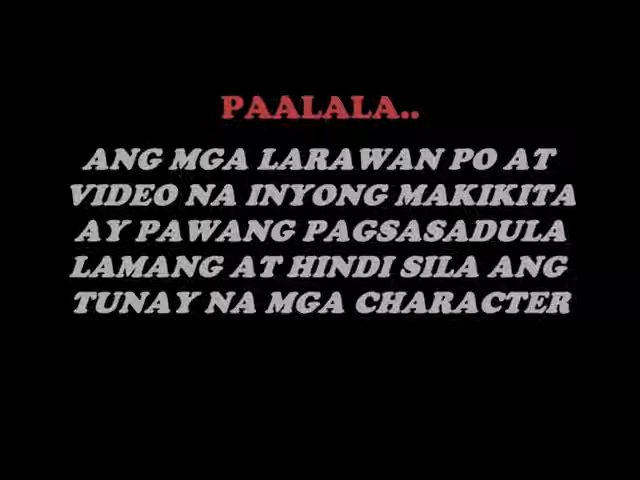 PAALALA..
ANG MGA LARAWAN PO AT
VIDEO NA INYONG MAKIKITA
AY PAWANG PAGSASADULA
LAMANG AT HINDI SILA ANG
TUNAY NA MGA CHARACTER